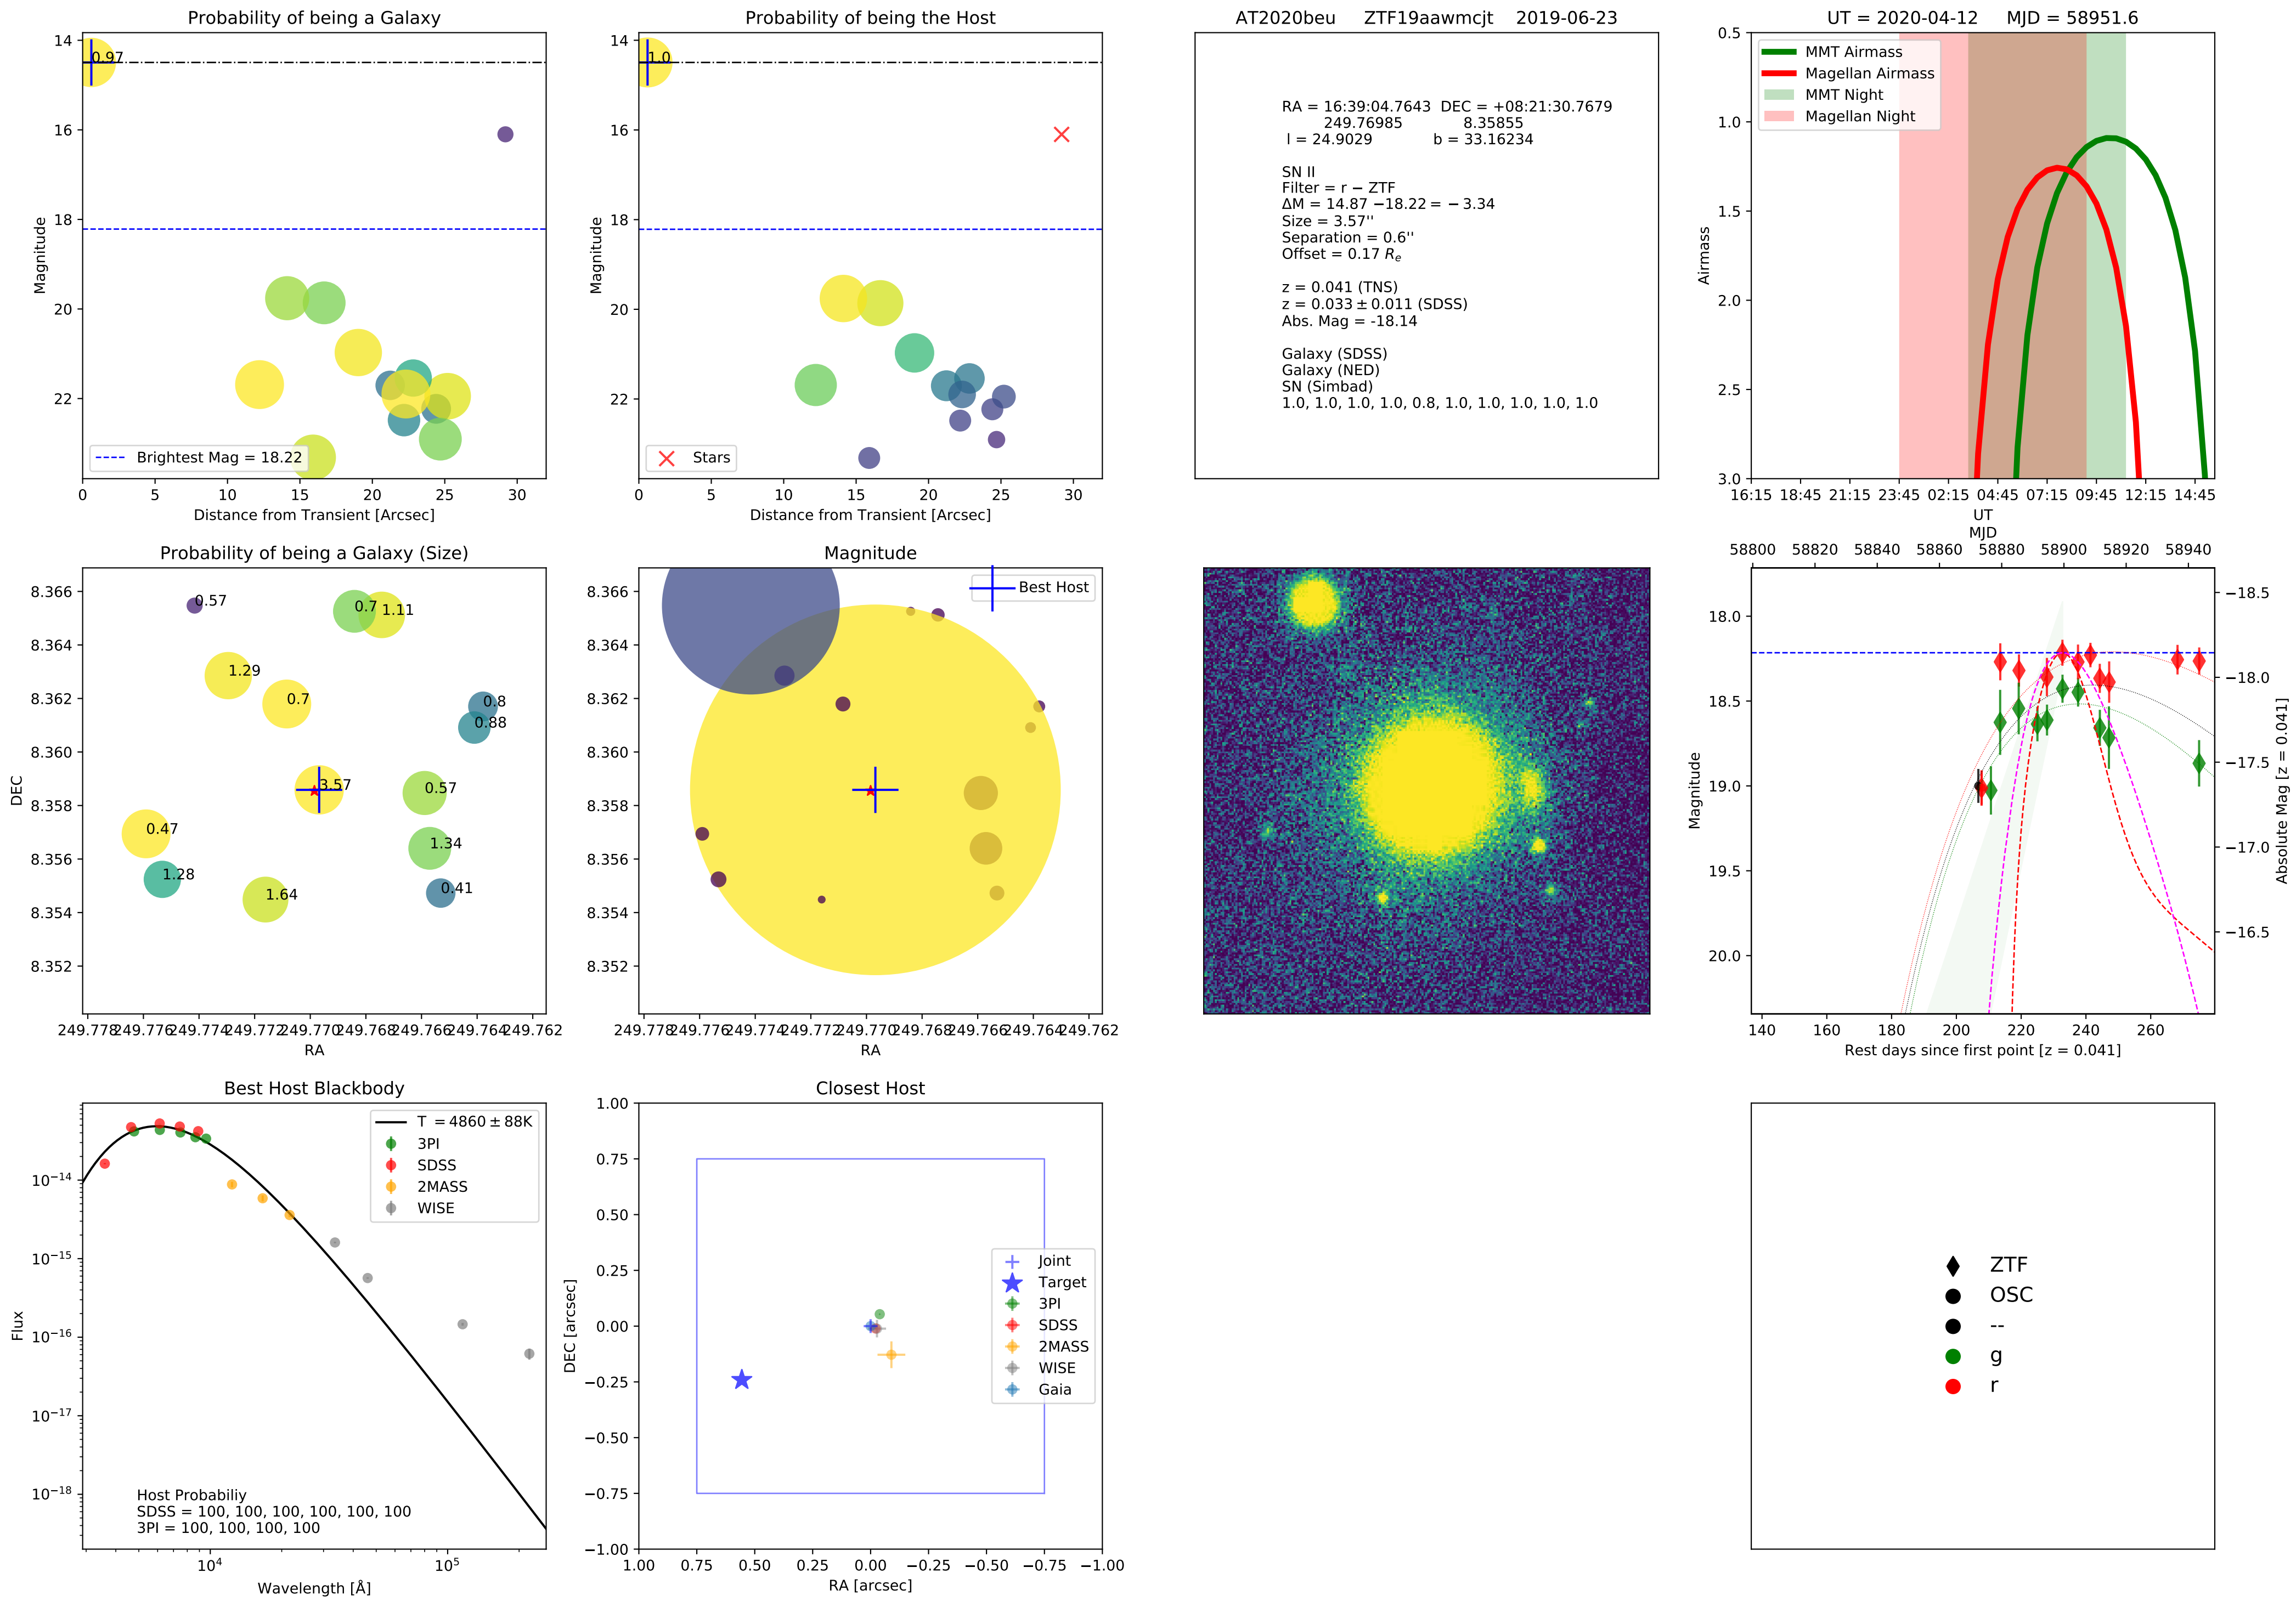 Probability of being a Galaxy
14
16
18
20
22
Magnitude
0.97
Brightest Mag = 18.22
0 5 10 15 20 25 30
Distance from Transient [Arcsec]
Probability of being the Host
14
16
18
20
22
Magnitude
1.0
Stars
0 5 10 15 20 25 30
Distance from Transient [Arcsec]
AT2020beu ZTF19aawmcjt 2019-06-23
RA = 16:39:04.7643 DEC = +08:21:30.7679
249.76985 8.35855
l = 24.9029 b = 33.16234
SN II
Filter = r − ZTF
ΔM = 14.87 −18.22 = −3.34
Size = 3.57''
Separation = 0.6''
Offset = 0.17 Re
z = 0.041 (TNS)
z = 0.033 ± 0.011 (SDSS)
Abs. Mag = -18.14
Galaxy (SDSS)
Galaxy (NED)
SN (Simbad)
1.0, 1.0, 1.0, 1.0, 0.8, 1.0, 1.0, 1.0, 1.0, 1.0
UT = 2020-04-12 MJD = 58951.6
0.5
1.0
1.5
2.0
2.5
3.0
Airmass
MMT Airmass
Magellan Airmass
MMT Night
Magellan Night
16:15 18:45 21:15 23:45 02:15 04:45 07:15 09:45 12:15 14:45
UT
Probability of being a Galaxy (Size)
8.366
8.364
8.362
8.360
8.358
8.356
8.354
8.352
DEC
0.57
0.7
1.11
1.29
0.7
0.8
0.88
3.57
0.57
0.47
1.34
1.28
1.64
0.41
249.778 249.776 249.774 249.772 249.770 249.768 249.766 249.764 249.762
RA
Magnitude
8.366
8.364
8.362
8.360
8.358
8.356
8.354
8.352
Best Host
249.778 249.776 249.774 249.772 249.770 249.768 249.766 249.764 249.762
RA
MJD
58800 58820 58840 58860 58880 58900 58920 58940
18.0
18.5
19.0
19.5
20.0
Magnitude
−18.5
−18.0
−17.5
−17.0
−16.5
Absolute Mag [z = 0.041]
140 160 180 200 220 240 260
Rest days since first point [z = 0.041]
Best Host Blackbody
10−14
10−15
10−16
10−17
10−18
Flux
T = 4860 ± 88K
3PI
SDSS
2MASS
WISE
Host Probabiliy
SDSS = 100, 100, 100, 100, 100, 100
3PI = 100, 100, 100, 100
104 105
Wavelength [Å]
Closest Host
1.00
0.75
0.50
0.25
0.00
−0.25
−0.50
−0.75
−1.00
DEC [arcsec]
Joint
Target
3PI
SDSS
2MASS
WISE
Gaia
1.00 0.75 0.50 0.25 0.00 −0.25 −0.50 −0.75 −1.00
RA [arcsec]
ZTF
OSC
--
g
r